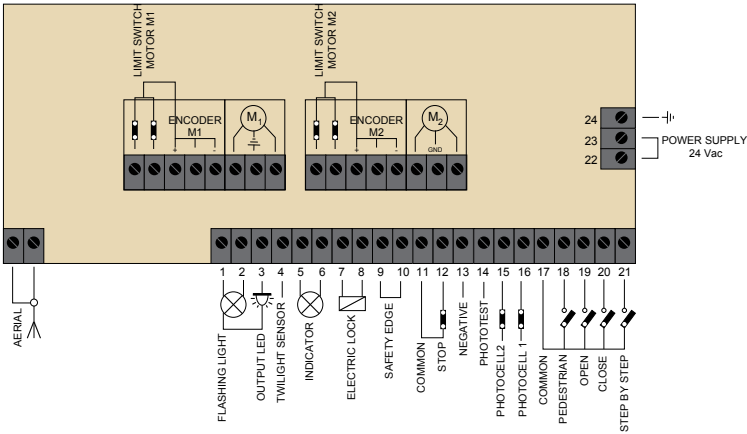 LIMIT SWITCH
MOTOR M1
LIMIT SWITCH
MOTOR M2
ENCODER
M1
+ -
M1
ENCODER
M2
+ -
M2
GND
24
23
22
POWER SUPPLY
24 Vac
1 2 3 4 5 6 7 8 9 10 11 12 13 14 15 16 17 18 19 20 21
AERIAL
FLASHING LIGHT
OUTPUT LED
TWILIGHT SENSOR
INDICATOR
ELECTRIC LOCK
SAFETY EDGE
COMMON
STOP
NEGATIVE
PHOTOTEST
PHOTOCELL2
PHOTOCELL 1
COMMON
PEDESTRIAN
OPEN
CLOSE
STEP BY STEP